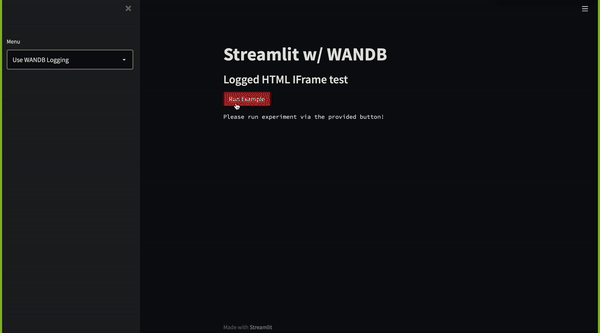 Menu
Use WANDB Logging
Streamlit w/ WANDB
Logged HTML IFrame test
Run Example
Please run experiment via the provided button!
Made with Streamlit